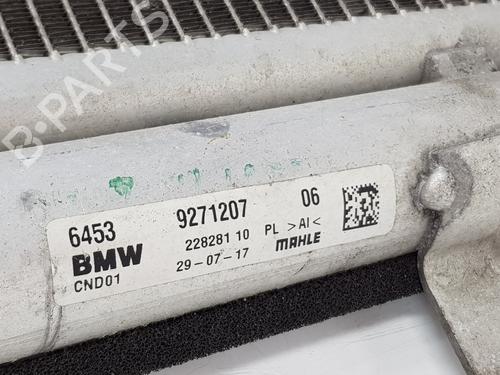 B-PARTS
6453 9271207 06
BMW 228281 10 PL >Al<
CND01 29-07-17 MAHLE